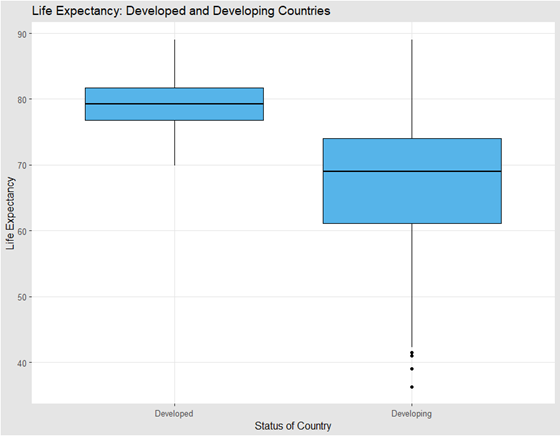 Life Expectancy: Developed and Developing Countries
90
80
70
60
50
40
Life Expectancy
Developed
Developing
Status of Country